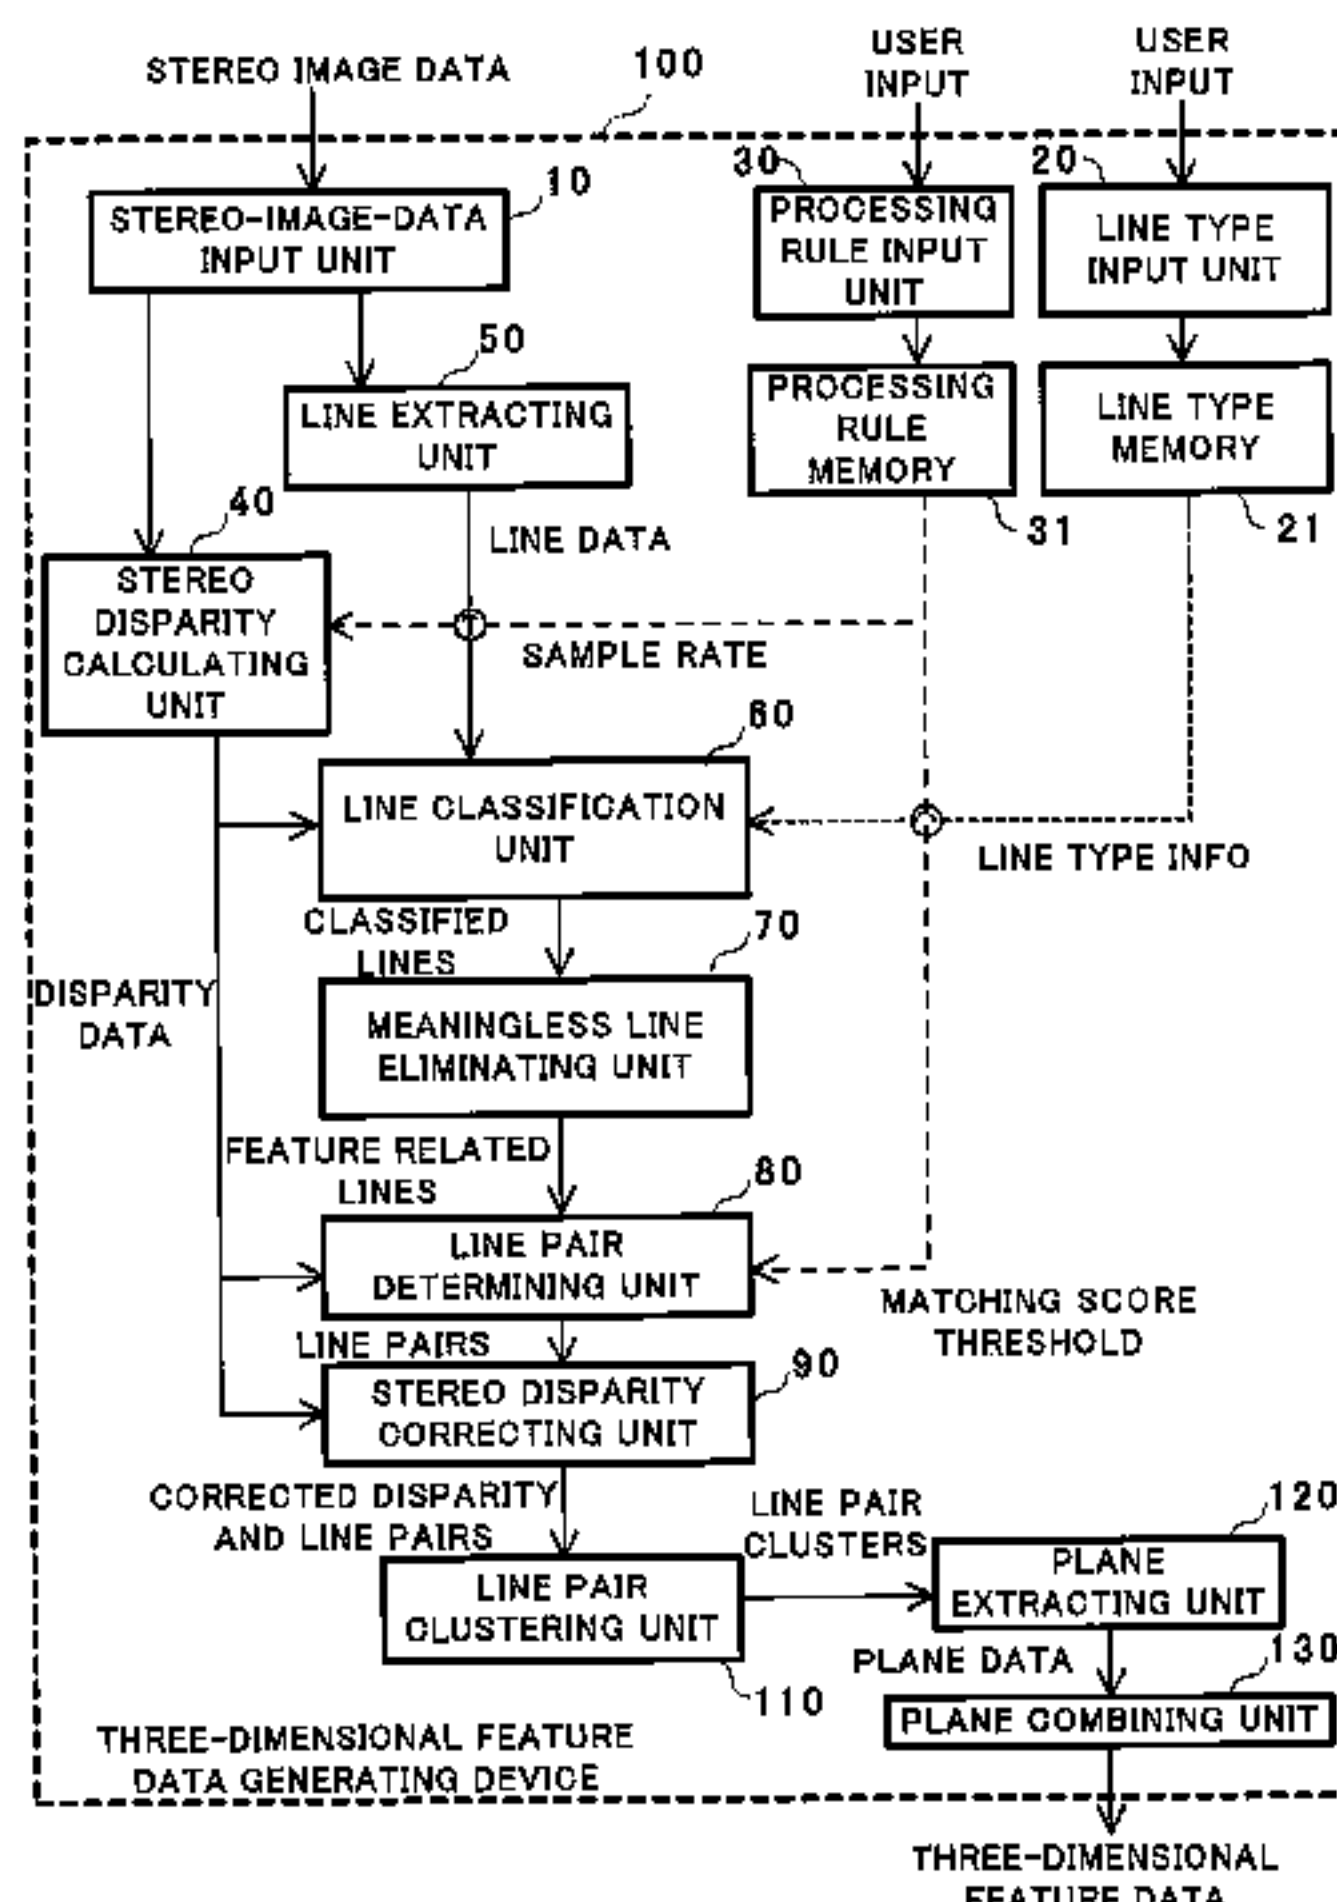 STEREO IMAGE DATA
100
USER
INPUT
USER
INPUT
10
STEREO-IMAGE-DATA
INPUT UNIT
30
PROCESSING
RULE INPUT
UNIT
20
LINE TYPE
INPUT UNIT
50
LINE EXTRACTING
UNIT
PROCESSING
RULE
MEMORY
31
LINE TYPE
MEMORY
21
40
STEREO
DISPARITY
CALCULATING
UNIT
LINE DATA
SAMPLE RATE
60
LINE CLASSIFICATION
UNIT
LINE TYPE INFO
CLASSIFIED
LINES
70
DISPARITY
DATA
MEANINGLESS LINE
ELIMINATING UNIT
FEATURE RELATED
LINES
80
LINE PAIR
DETERMINING UNIT
MATCHING SCORE
THRESHOLD
LINE PAIRS
90
STEREO DISPARITY
CORRECTING UNIT
CORRECTED DISPARITY
AND LINE PAIRS
LINE PAIR
CLUSTERS
120
LINE PAIR
CLUSTERING UNIT
110
PLANE
EXTRACTING UNIT
PLANE DATA
130
PLANE COMBINING UNIT
THREE-DIMENSIONAL FEATURE
DATA GENERATING DEVICE
THREE-DIMENSIONAL
FEATURE DATA